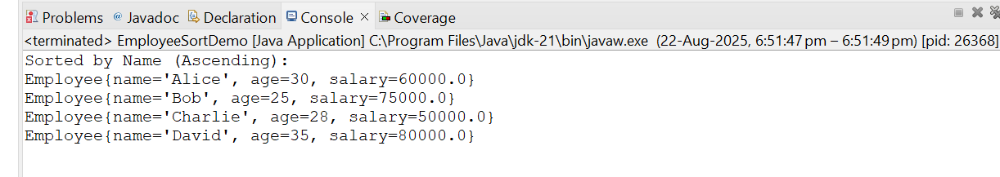 Problems @ Javadoc Declaration Console × Coverage
<terminated> EmployeeSortDemo [Java Application] C:\Program Files\Java\jdk-21\bin\javaw.exe (22-Aug-2025, 6:51:47 pm – 6:51:49 pm) [pid: 26368]
Sorted by Name (Ascending):
Employee{name='Alice', age=30, salary=60000.0}
Employee{name='Bob', age=25, salary=75000.0}
Employee{name='Charlie', age=28, salary=50000.0}
Employee{name='David', age=35, salary=80000.0}